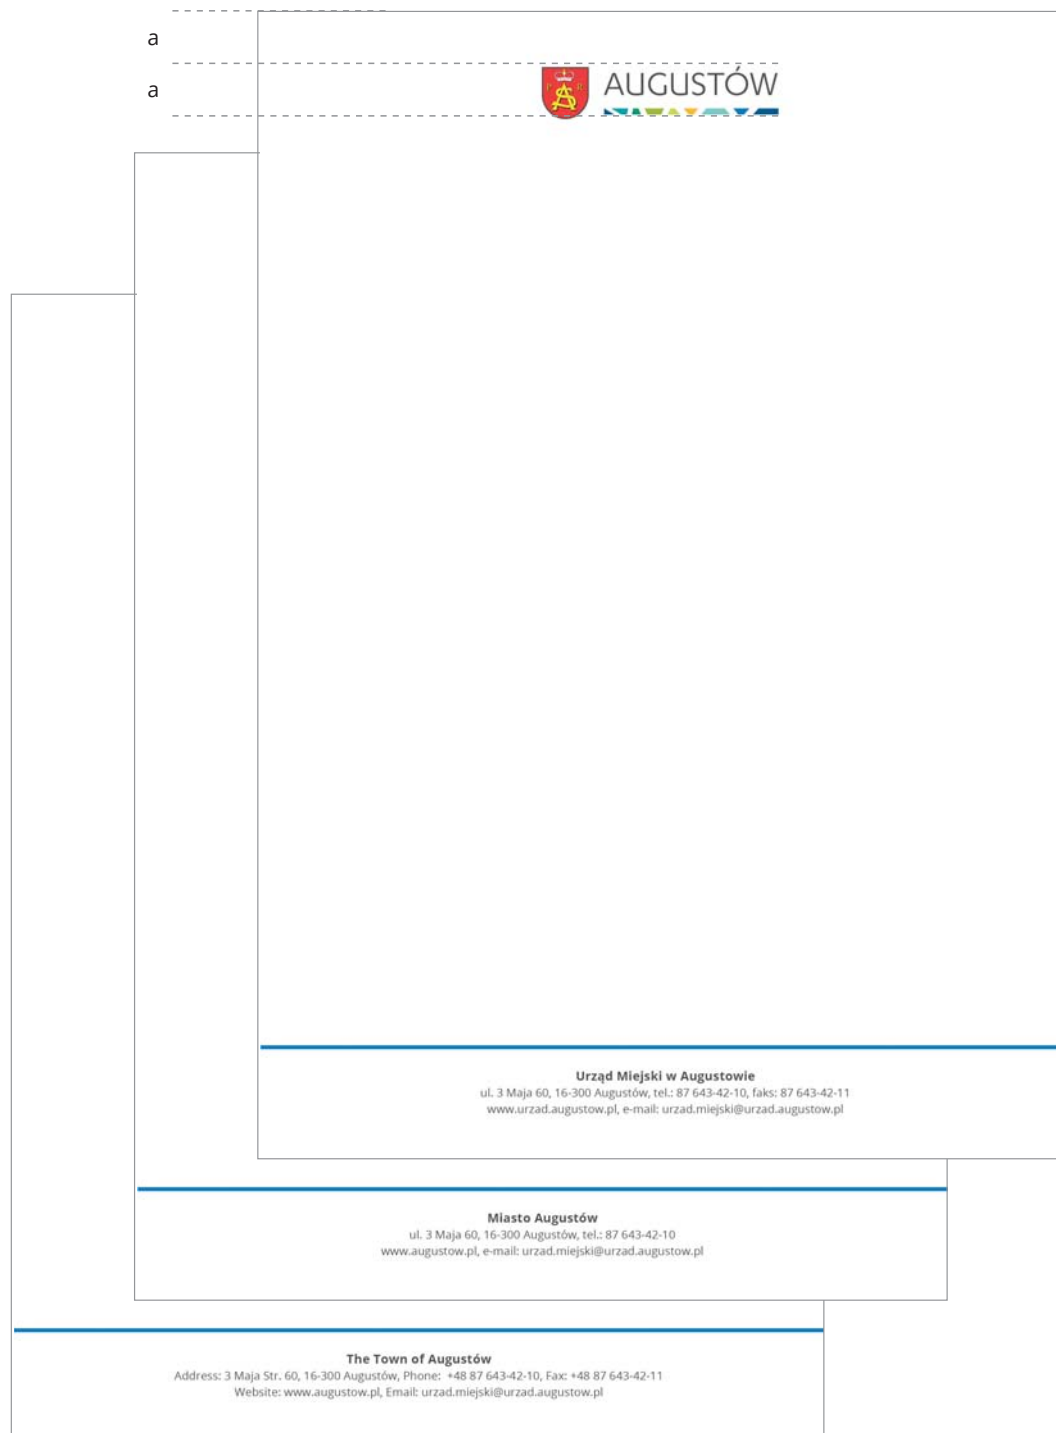 a
a
P R
AUGUSTÓW
Urząd Miejski w Augustowie
ul. 3 Maja 60, 16-300 Augustów, tel.: 87 643-42-10, faks: 87 643-42-11
www.urzad.augustow.pl, e-mail: urzad.miejski@urzad.augustow.pl
Miasto Augustów
ul. 3 Maja 60, 16-300 Augustów, tel.: 87 643-42-10
www.augustow.pl, e-mail: urzad.miejski@urzad.augustow.pl
The Town of Augustów
Address: 3 Maja Str. 60, 16-300 Augustów, Phone: +48 87 643-42-10, Fax: +48 87 643-42-11
Website: www.augustow.pl, Email: urzad.miejski@urzad.augustow.pl